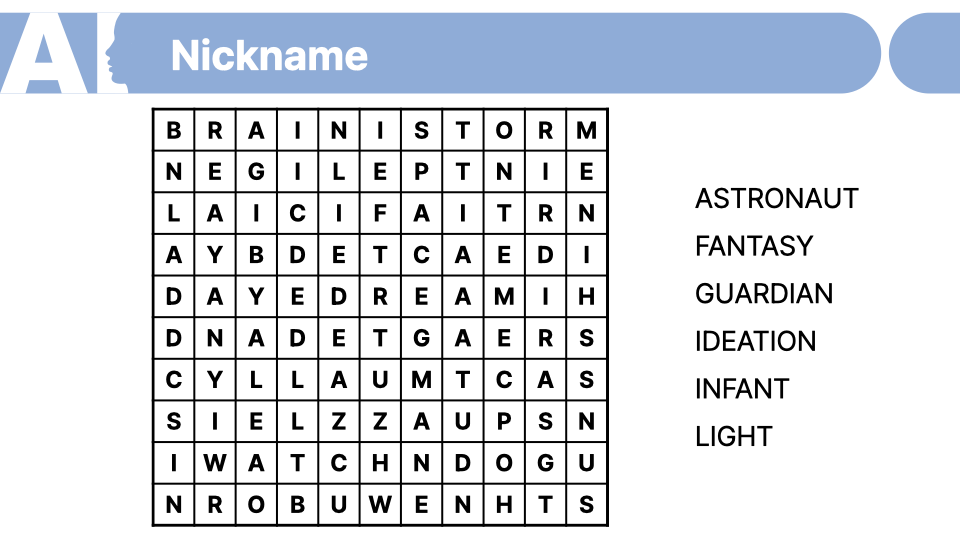 AI
Nickname
B R A I N I S T O R M
N E G I L E P T N I E
L A I C I F A I T R N
A Y B D E T C A E D I
D A Y E D R E A M I H
D N A D E T G A E R S
C Y L L A U M T C A S
S I E L Z Z A U P S N
I W A T C H N D O G U
N R O B U W E N H T S
ASTRONAUT
FANTASY
GUARDIAN
IDEATION
INFANT
LIGHT